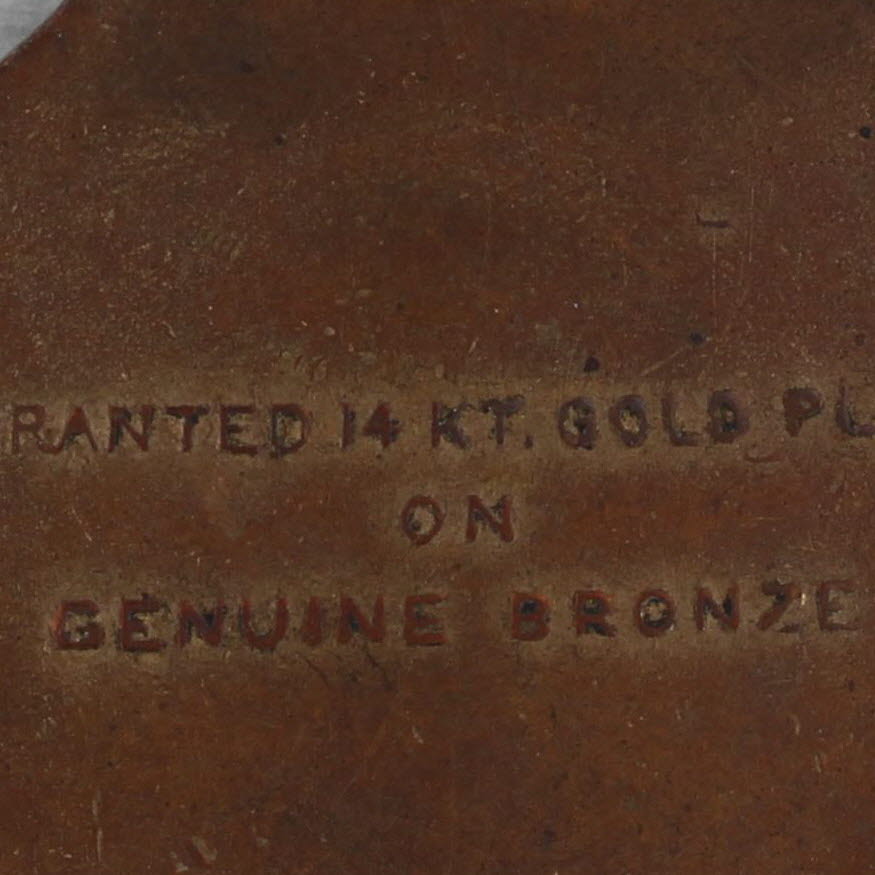 RANTED 14 KT. GOLD PL
ON
GENUINE BRONZE